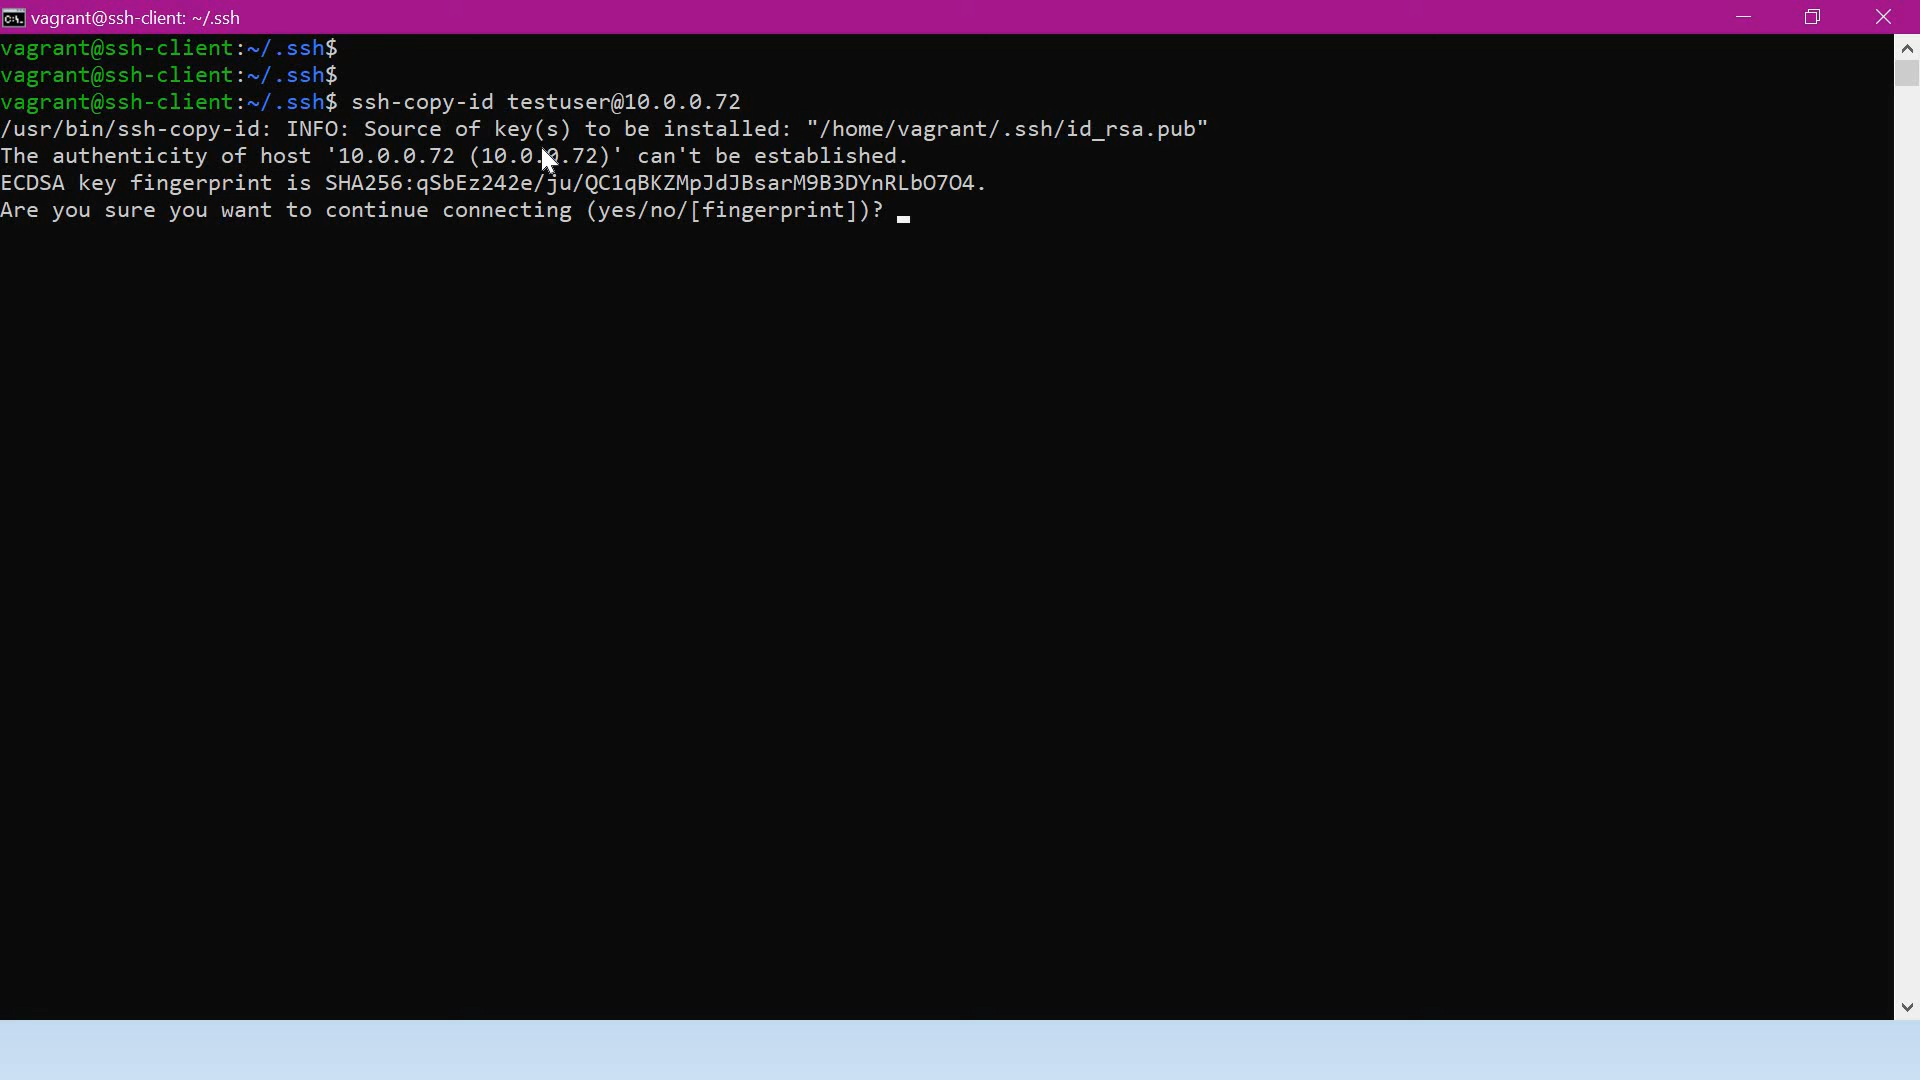 vagrant@ssh-client: ~/.ssh
vagrant@ssh-client:~/.ssh$
vagrant@ssh-client:~/.ssh$
vagrant@ssh-client:~/.ssh$ ssh-copy-id testuser@10.0.0.72
/usr/bin/ssh-copy-id: INFO: Source of key(s) to be installed: "/home/vagrant/.ssh/id_rsa.pub"
The authenticity of host '10.0.0.72 (10.0.0.72)' can't be established.
ECDSA key fingerprint is SHA256:qSbEz242e/ju/QC1qBKZMpJdJBsarM9B3DYnRLbO7O4.
Are you sure you want to continue connecting (yes/no/[fingerprint])?